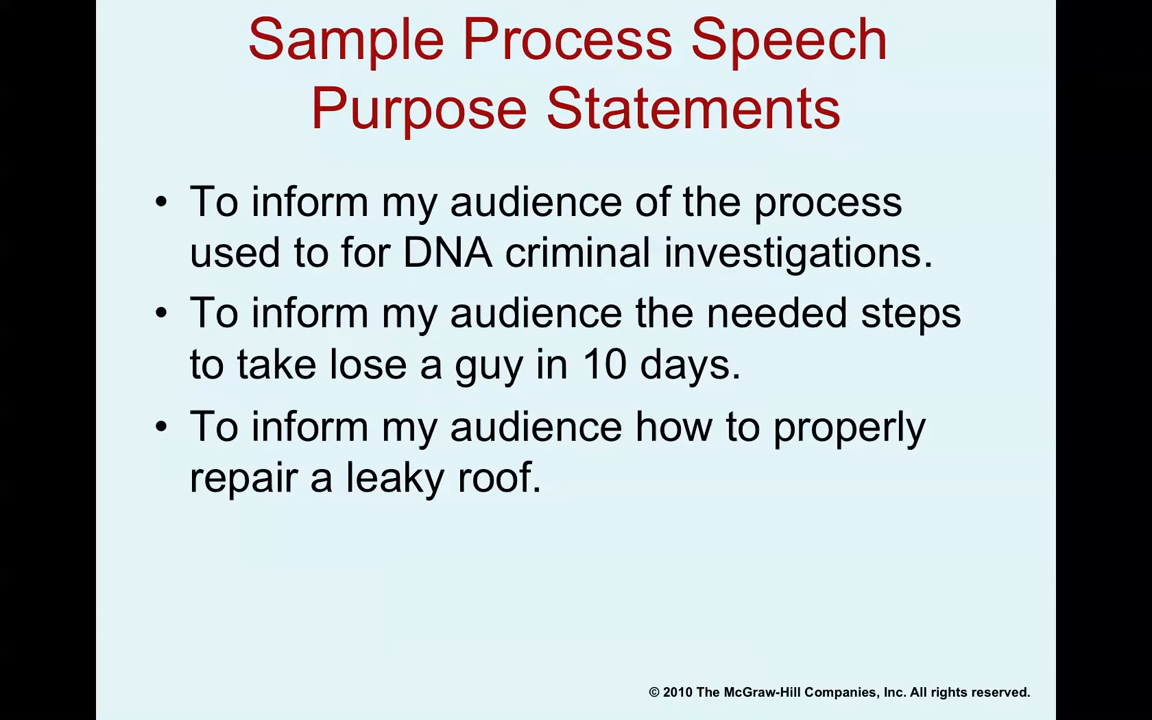 Sample Process Speech
Purpose Statements
• To inform my audience of the process
used to for DNA criminal investigations.
• To inform my audience the needed steps
to take lose a guy in 10 days.
• To inform my audience how to properly
repair a leaky roof.
© 2010 The McGraw-Hill Companies, Inc. All rights reserved.